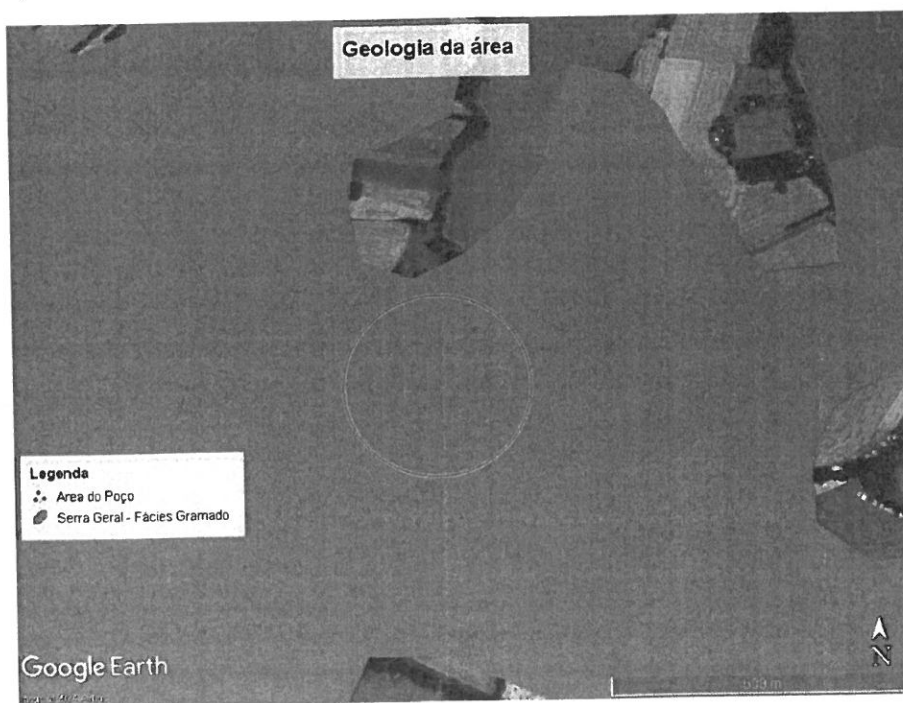 Geologia da área
Legenda
Area do Poço
Serra Geral - Fácies Gramado
Google Earth
N